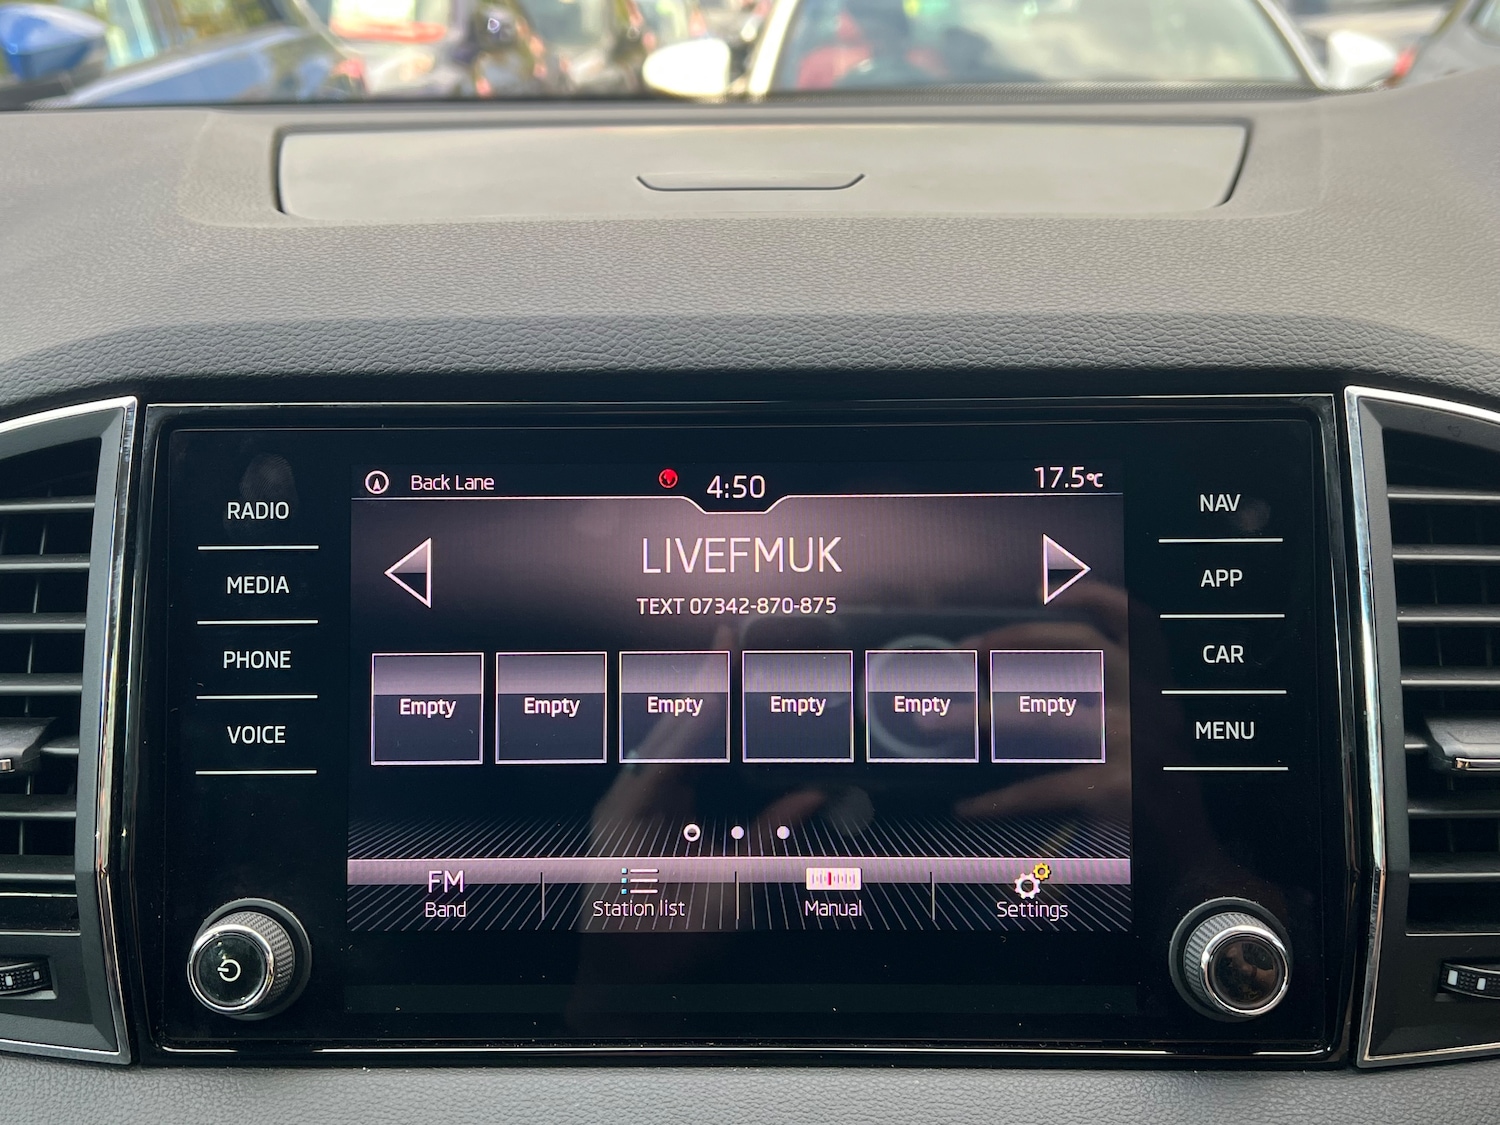 Back Lane
4:50
17.5°C
RADIO
MEDIA
PHONE
VOICE
LIVEFMUK
TEXT 07342-870-875
Empty Empty Empty Empty Empty Empty
FM
Band
Station list
Manual
Settings
NAV
APP
CAR
MENU